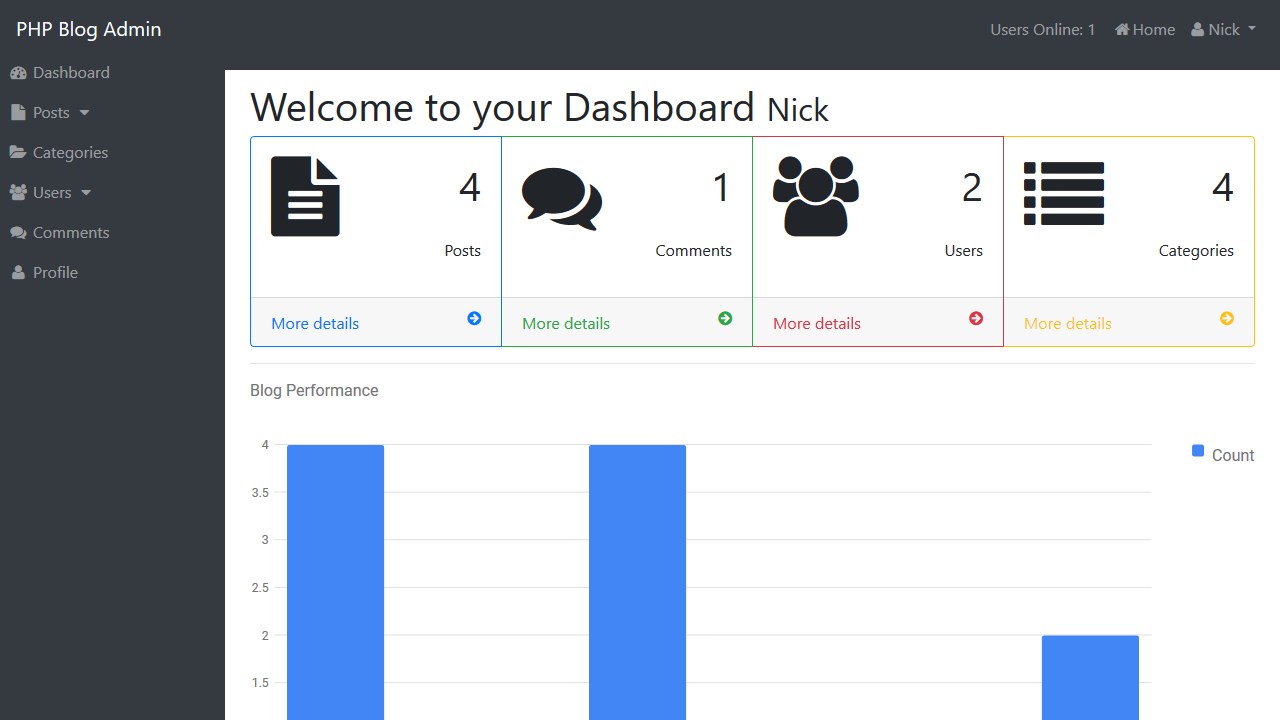 PHP Blog Admin
Users Online: 1 Home Nick
Dashboard
Posts
Categories
Users
Comments
Profile
Welcome to your Dashboard Nick
4
Posts
More details
1
Comments
More details
2
Users
More details
4
Categories
More details
Blog Performance
4
3.5
3
2.5
2
1.5
Count